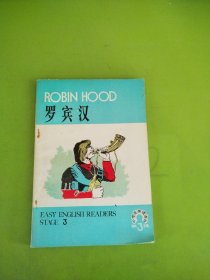 ROBIN HOOD
罗宾汉
EASY ENGLISH READERS
STAGE 3